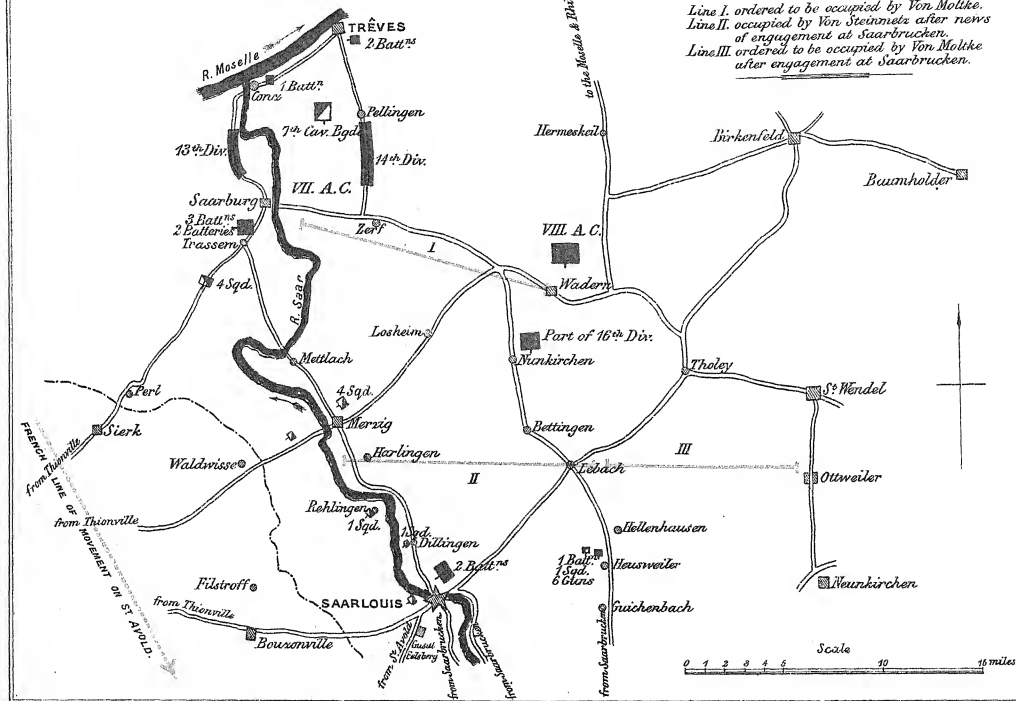 Line I. ordered to be occupied by Von Moltke.
Line II. occupied by Von Steinmetz after news
of engagement at Saarbrucken.
Line III. ordered to be occupied by Von Moltke
after engagement at Saarbrucken.
TRÊVES
2 Battns
R. Moselle
1 Battn
Conz
7th Cav. Bgde
Pellingen
to the Moselle & Rhi
Hermeskeil
Birkenfeld
Baumholder
13th Div.
14th Div.
VII. A.C.
Saarburg
3 Battns
2 Batteries
Trassem
Zerf
I
VIII A.C.
Wadern
4 Sqd.
R. Saar
Losheim
Part of 16th Div.
Nunkirchen
Mettlach
Tholey
St Wendel
Perl
Sierk
4 Sqd.
Merzig
Bettingen
from Thionville
FRENCH LINE OF MOVEMENT ON ST AVOLD.
Waldwisse
Harlingen
II
Lebach
III
Ottweiler
from Thionville
Rehlingen
1 Sqd.
1 Sqd.
Dillingen
Hellenhausen
2 Battns
1 Battns
1 Sqd.
6 Guns
Heusweiler
Neunkirchen
Filstroff
SAARLOUIS
Guichenbach
from Thionville
Bouzonville
from St Avold
from Saarbrucken
from Saarbrucken
from Saarbrucken
Scale
0 1 2 3 4 5 10 15 miles